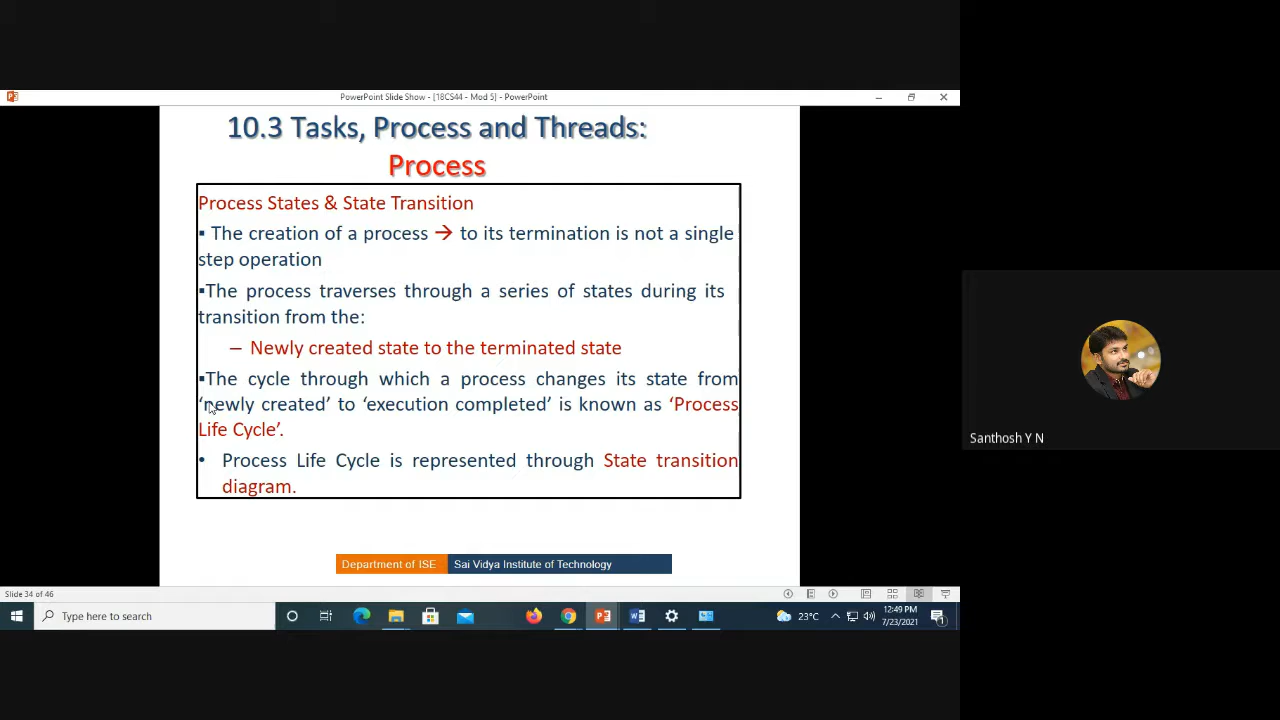 PowerPoint Slide Show - [18CS44 - Mod 5] - PowerPoint
10.3 Tasks, Process and Threads:
Process
Process States & State Transition
▪ The creation of a process → to its termination is not a single
step operation
▪The process traverses through a series of states during its
transition from the:
– Newly created state to the terminated state
▪The cycle through which a process changes its state from
‘newly created’ to ‘execution completed’ is known as ‘Process
Life Cycle’.
• Process Life Cycle is represented through State transition
diagram.
Department of ISE Sai Vidya Institute of Technology
Santhosh Y N
Slide 34 of 46
Type here to search
23°C
12:49 PM
7/23/2021
1